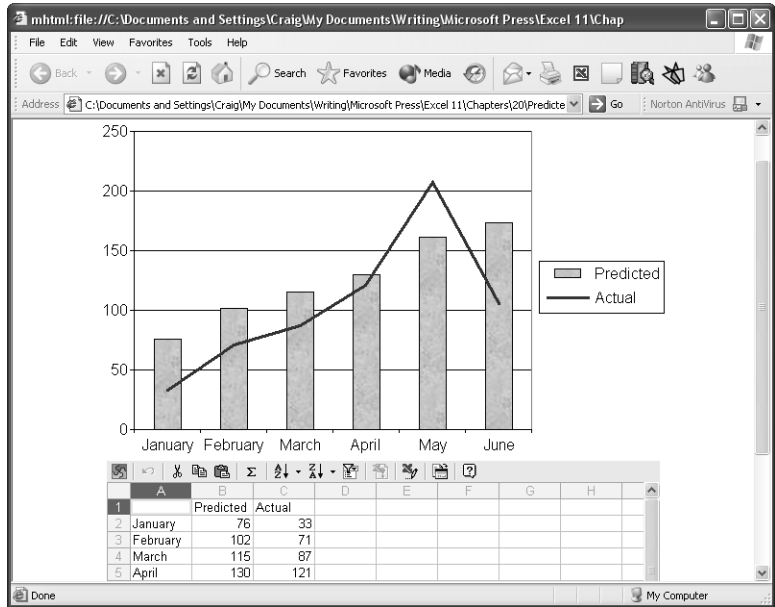 mhtml:file://C:\Documents and Settings\Craig\My Documents\Writing\Microsoft Press\Excel 11\Chap
File Edit View Favorites Tools Help
Back Search Favorites Media
Address C:\Documents and Settings\Craig\My Documents\Writing\Microsoft Press\Excel 11\Chapters\20\Predicte Go Norton AntiVirus
250
200
150
100
50
0
January February March April May June
Predicted
Actual
Σ A Z Z A ?
A B C D E F G H
1 Predicted Actual
2 January 76 33
3 February 102 71
4 March 115 87
5 April 130 121
Done My Computer